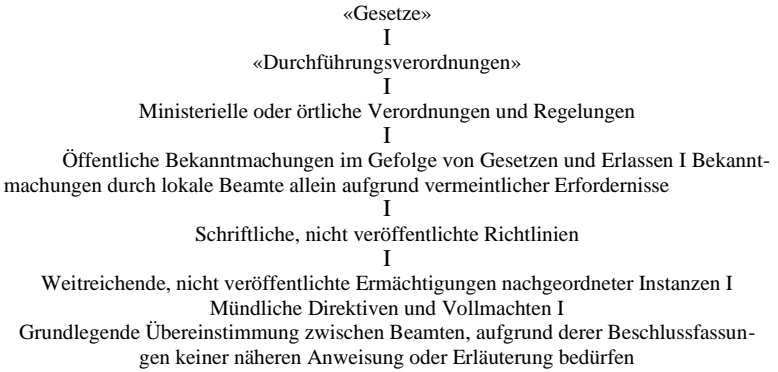 «Gesetze»
I
«Durchführungsverordnungen»
I
Ministerielle oder örtliche Verordnungen und Regelungen
I
Öffentliche Bekanntmachungen im Gefolge von Gesetzen und Erlassen I Bekannt-
machungen durch lokale Beamte allein aufgrund vermeintlicher Erfordernisse
I
Schriftliche, nicht veröffentlichte Richtlinien
I
Weitreichende, nicht veröffentlichte Ermächtigungen nachgeordneter Instanzen I
Mündliche Direktiven und Vollmachten I
Grundlegende Übereinstimmung zwischen Beamten, aufgrund derer Beschlussfassun-
gen keiner näheren Anweisung oder Erläuterung bedürfen